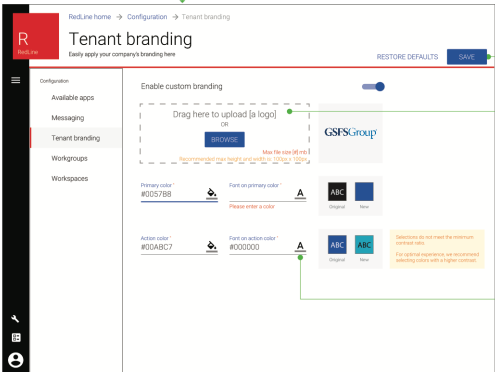 RedLine home → Configuration → Tenant branding
R
RedLine
Tenant branding
Easily apply your company's branding here
RESTORE DEFAULTS
SAVE
Configuration
Available apps
Messaging
Tenant branding
Workgroups
Workspaces
Enable custom branding
Drag here to upload [a logo]
OR
BROWSE
Max file size [#] mb
Recommended max height and width is: 100px x 100px
GSFSGroup
Primary color*
#0057B8
Font on primary color*
A
Please enter a color
ABC
Original
New
Action color*
#00ABC7
Font on action color*
#000000
A
ABC
ABC
Original
New
Selections do not meet the minimum
contrast ratio.
For optimal experience, we recommend
selecting colors with a higher contrast.